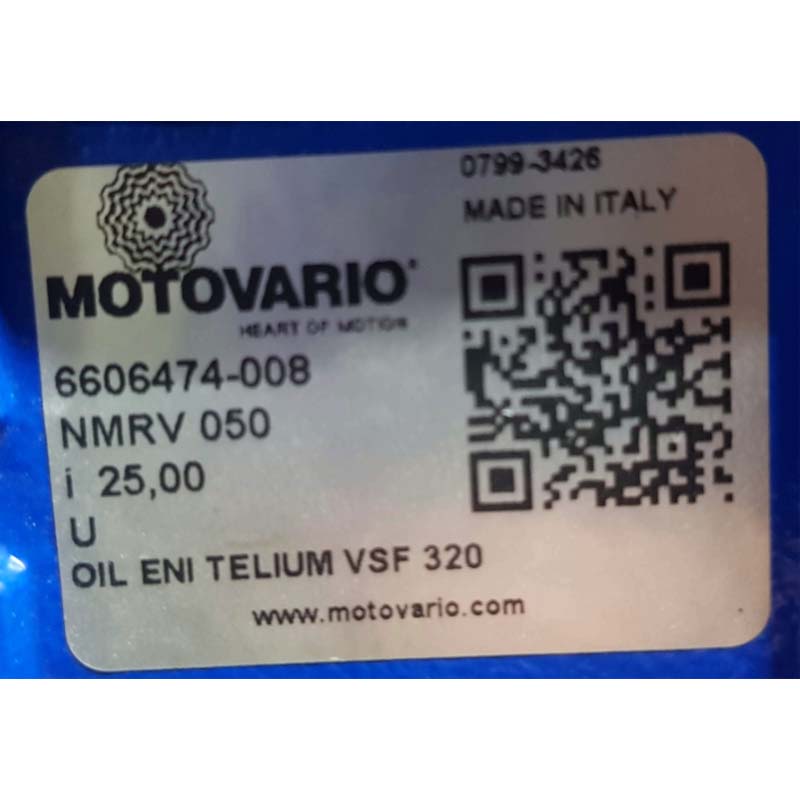 0799-3426
MADE IN ITALY
MOTOVARIO®
HEART OF MOTION
6606474-008
NMRV 050
i 25,00
U
OIL ENI TELIUM VSF 320
www.motovario.com